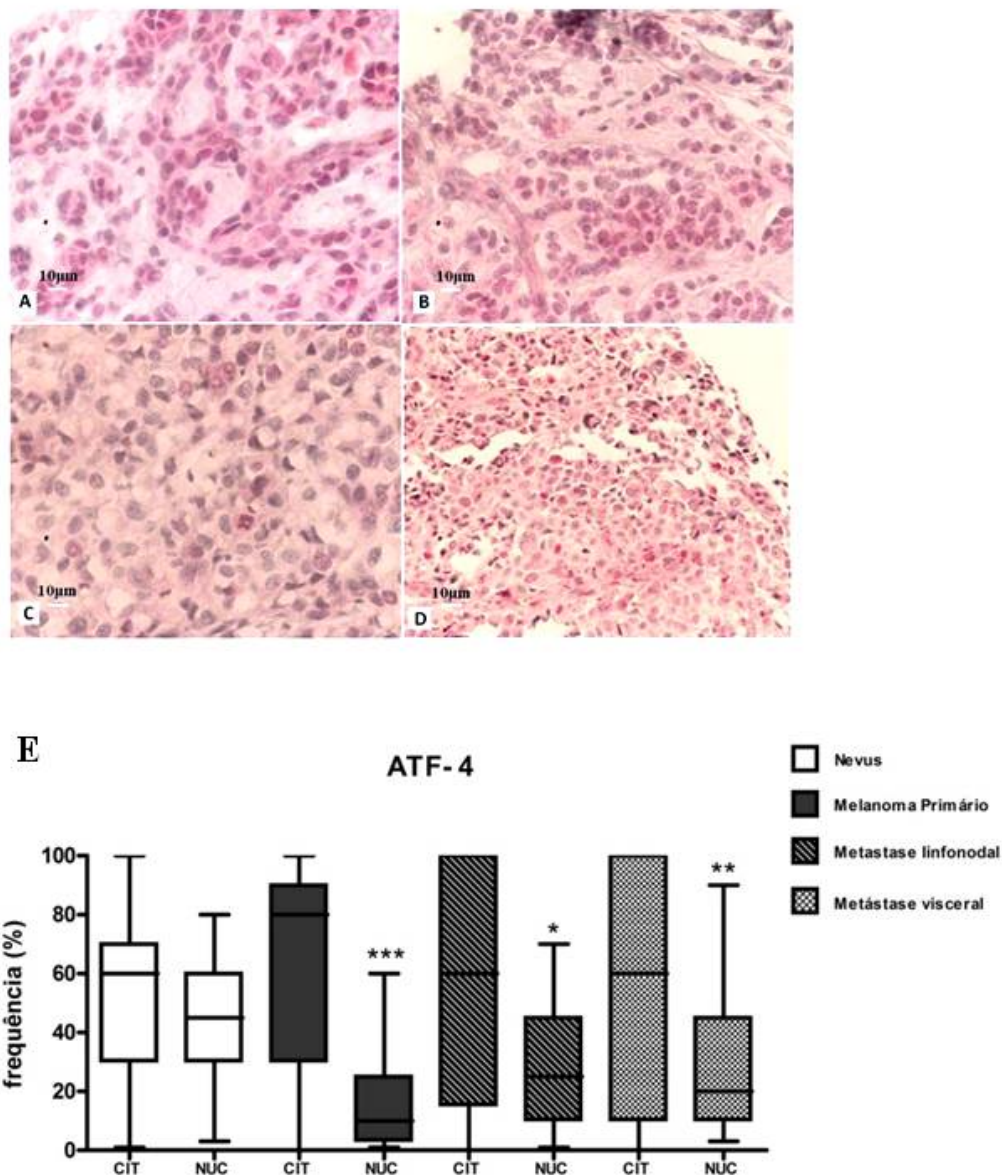 10µm
A
10µm
B
10µm
C
10µm
D
E
ATF-4
Nevus
Melanoma Primário
Metastase linfonodal
Metástase visceral
frequência (%)
100
80
60
40
20
0
***
*
**
CIT NUC CIT NUC CIT NUC CIT NUC